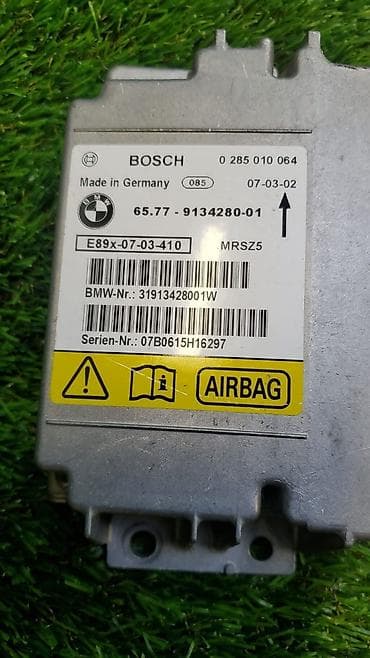 BOSCH 0 285 010 064
Made in Germany 085 07-03-02
BMW 65.77 - 9134280-01
E89x-07-03-410 MRSZ5
BMW-Nr.: 31913428001W
Serien-Nr.: 07B0615H16297
AIRBAG